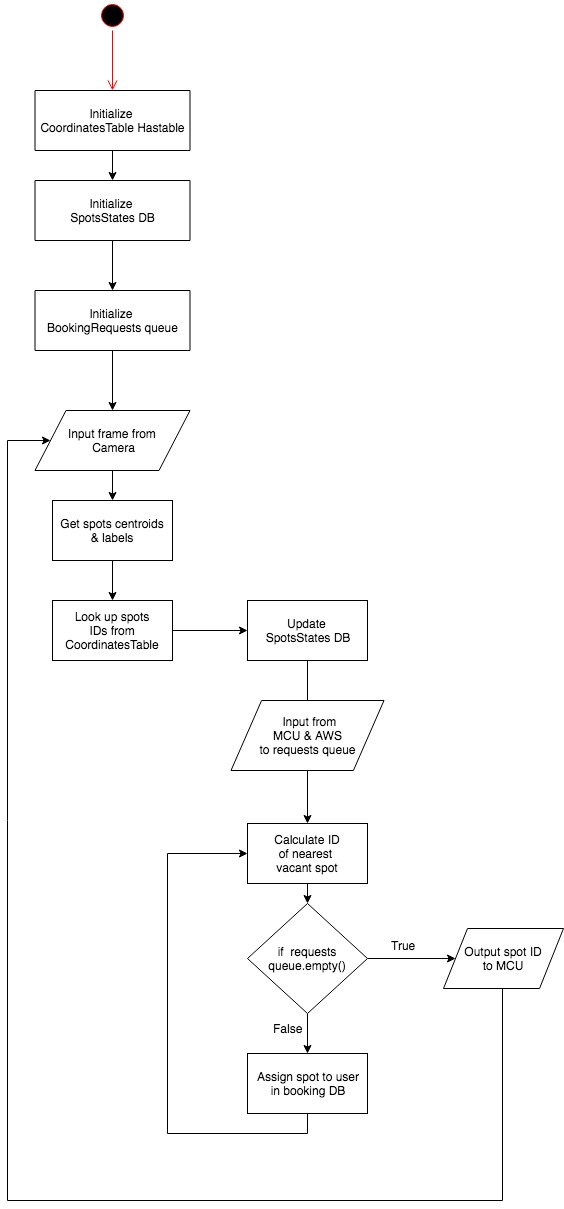 Initialize
CoordinatesTable Hastable
Initialize
SpotsStates DB
Initialize
BookingRequests queue
Input frame from
Camera
Get spots centroids
& labels
Look up spots
IDs from
CoordinatesTable
Update
SpotsStates DB
Input from
MCU & AWS
to requests queue
Calculate ID
of nearest
vacant spot
if requests
queue.empty()
True
Output spot ID
to MCU
False
Assign spot to user
in booking DB